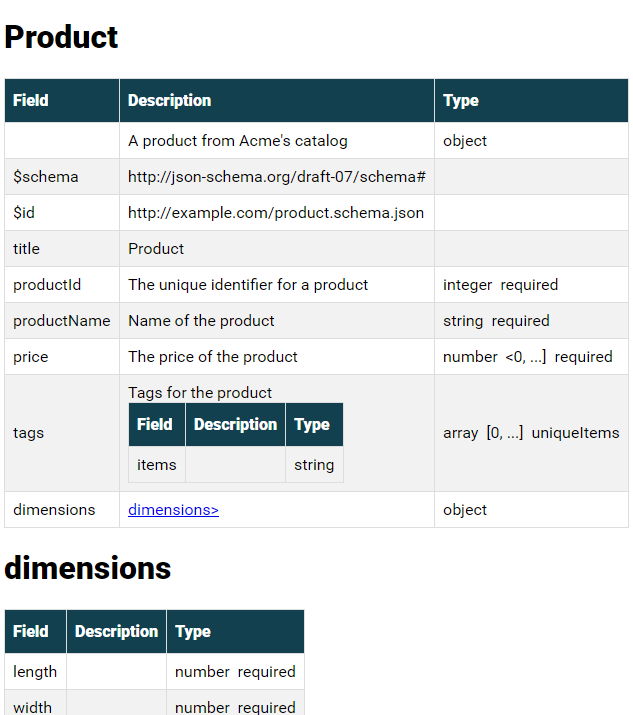 Product
Field Description Type
A product from Acme's catalog object
$schema http://json-schema.org/draft-07/schema#
$id http://example.com/product.schema.json
title Product
productId The unique identifier for a product integer required
productName Name of the product string required
price The price of the product number <0, ...] required
Tags for the product
Field Description Type
tags array [0, ...] uniqueItems
items string
dimensions dimensions> object
dimensions
Field Description Type
length number required
width number required